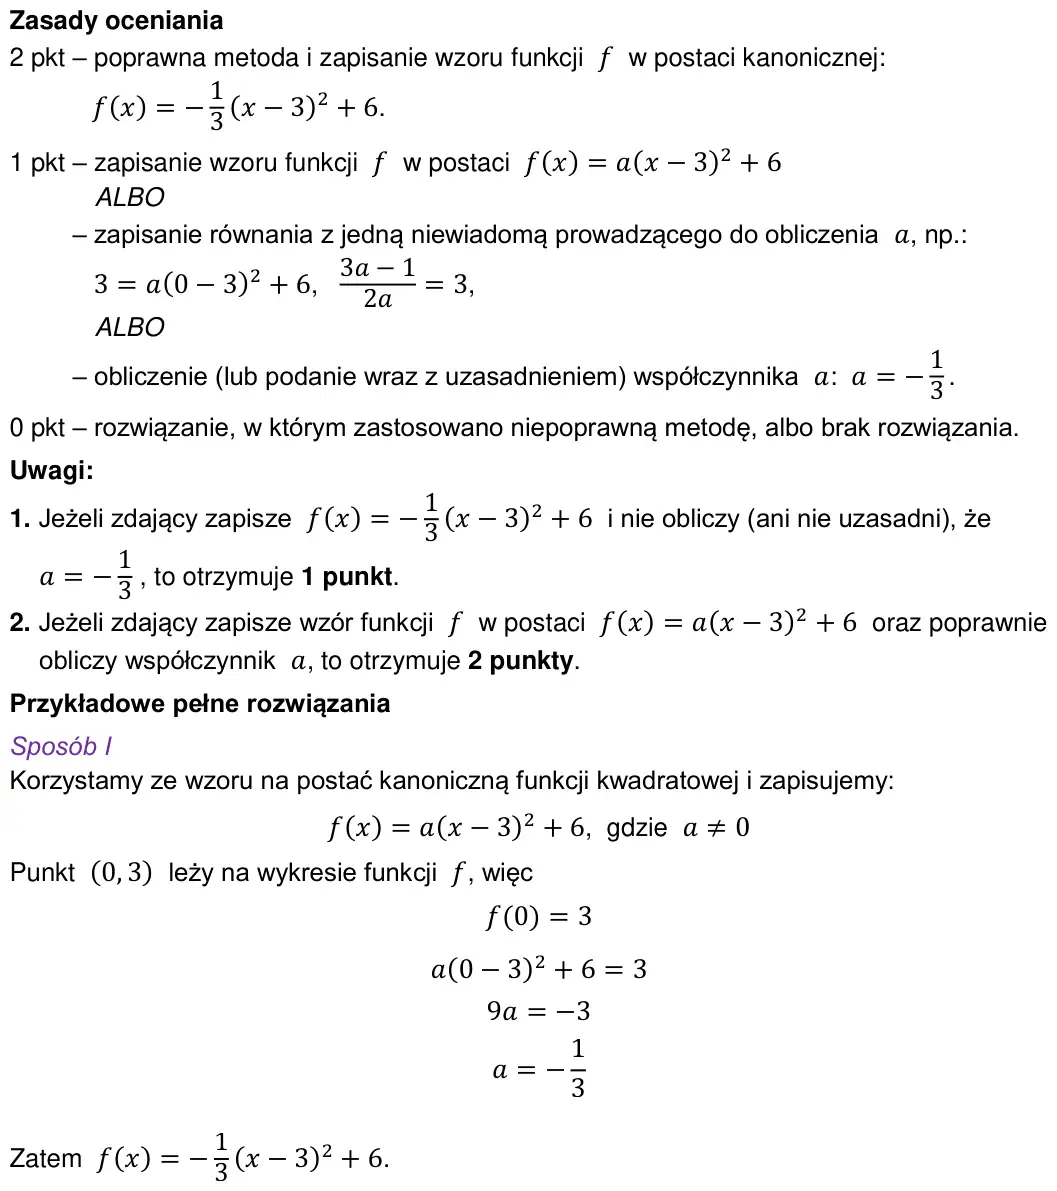 Zasady oceniania
2 pkt – poprawna metoda i zapisanie wzoru funkcji f w postaci kanonicznej:
f(x) = −1/3(x − 3)² + 6.
1 pkt – zapisanie wzoru funkcji f w postaci f(x) = a(x − 3)² + 6
ALBO
– zapisanie równania z jedną niewiadomą prowadzącego do obliczenia a, np.:
3 = a(0 − 3)² + 6, (3a − 1)/(2a) = 3,
ALBO
– obliczenie (lub podanie wraz z uzasadnieniem) współczynnika a: a = −1/3.
0 pkt – rozwiązanie, w którym zastosowano niepoprawną metodę, albo brak rozwiązania.
Uwagi:
1. Jeżeli zdający zapisze f(x) = −1/3(x − 3)² + 6 i nie obliczy (ani nie uzasadni), że
a = −1/3, to otrzymuje 1 punkt.
2. Jeżeli zdający zapisze wzór funkcji f w postaci f(x) = a(x − 3)² + 6 oraz poprawnie
obliczy współczynnik a, to otrzymuje 2 punkty.
Przykładowe pełne rozwiązania
Sposób I
Korzystamy ze wzoru na postać kanoniczną funkcji kwadratowej i zapisujemy:
f(x) = a(x − 3)² + 6, gdzie a ≠ 0
Punkt (0, 3) leży na wykresie funkcji f, więc
f(0) = 3
a(0 − 3)² + 6 = 3
9a = −3
a = −1/3
Zatem f(x) = −1/3(x − 3)² + 6.